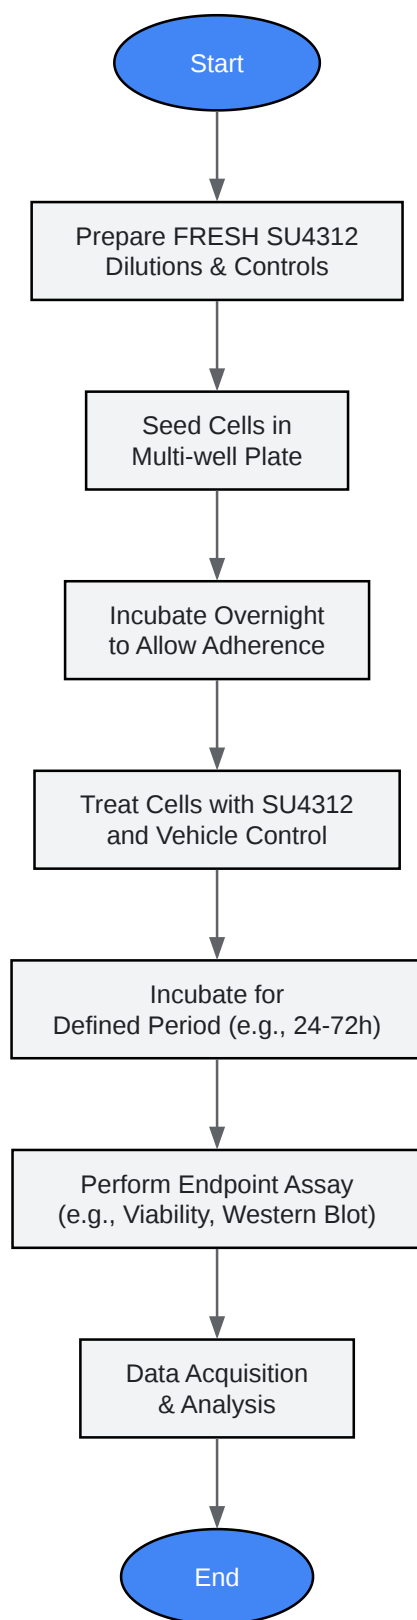 Start
Prepare FRESH SU4312
Dilutions & Controls
Seed Cells in
Multi-well Plate
Incubate Overnight
to Allow Adherence
Treat Cells with SU4312
and Vehicle Control
Incubate for
Defined Period (e.g., 24-72h)
Perform Endpoint Assay
(e.g., Viability, Western Blot)
Data Acquisition
& Analysis
End